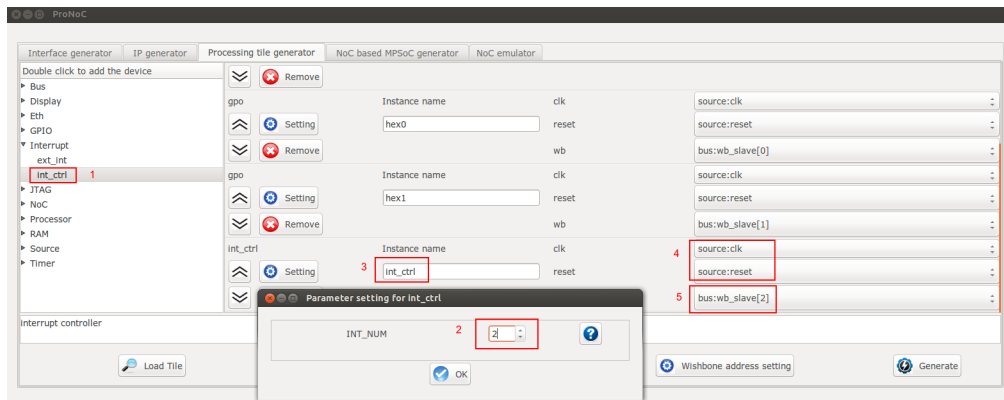 ProNoC
Interface generator IP generator Processing tile generator NoC based MPSoC generator NoC emulator
Double click to add the device
Bus
Display
Eth
GPIO
Interrupt
ext_int
int_ctrl 1
JTAG
NoC
Processor
RAM
Source
Timer
Remove
gpo Instance name clk source:clk
Setting hex0 reset source:reset
Remove wb bus:wb_slave[0]
gpo Instance name clk source:clk
Setting hex1 reset source:reset
Remove wb bus:wb_slave[1]
int_ctrl Instance name clk 4 source:clk
Setting 3 int_ctrl reset source:reset
5 bus:wb_slave[2]
Parameter setting for int_ctrl
INT_NUM 2 2 ?
OK
interrupt controller
Load Tile Wishbone address setting Generate